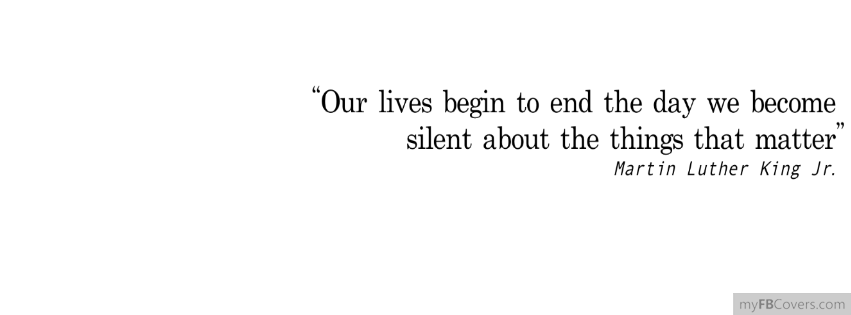 “Our lives begin to end the day we become
silent about the things that matter”
Martin Luther King Jr.
myFBCovers.com